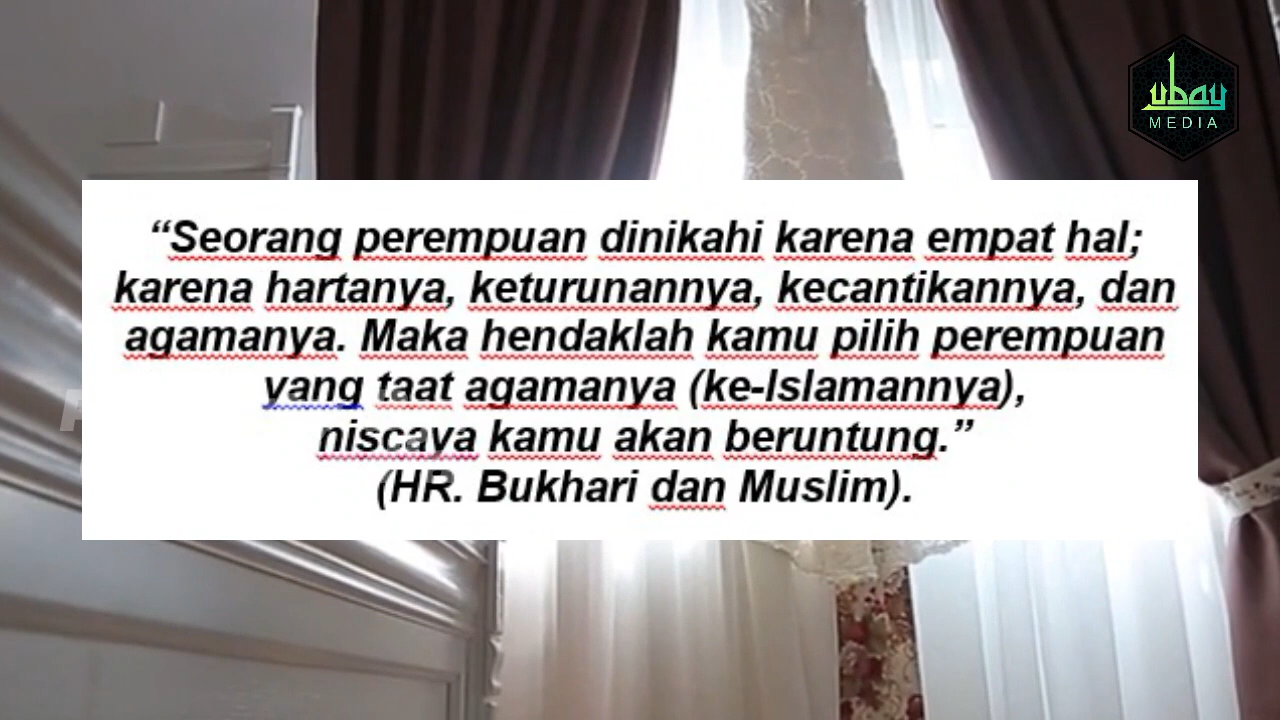 ubay
MEDIA
“Seorang perempuan dinikahi karena empat hal;
karena hartanya, keturunannya, kecantikannya, dan
agamanya. Maka hendaklah kamu pilih perempuan
yang taat agamanya (ke-Islamannya),
niscaya kamu akan beruntung.”
(HR. Bukhari dan Muslim).